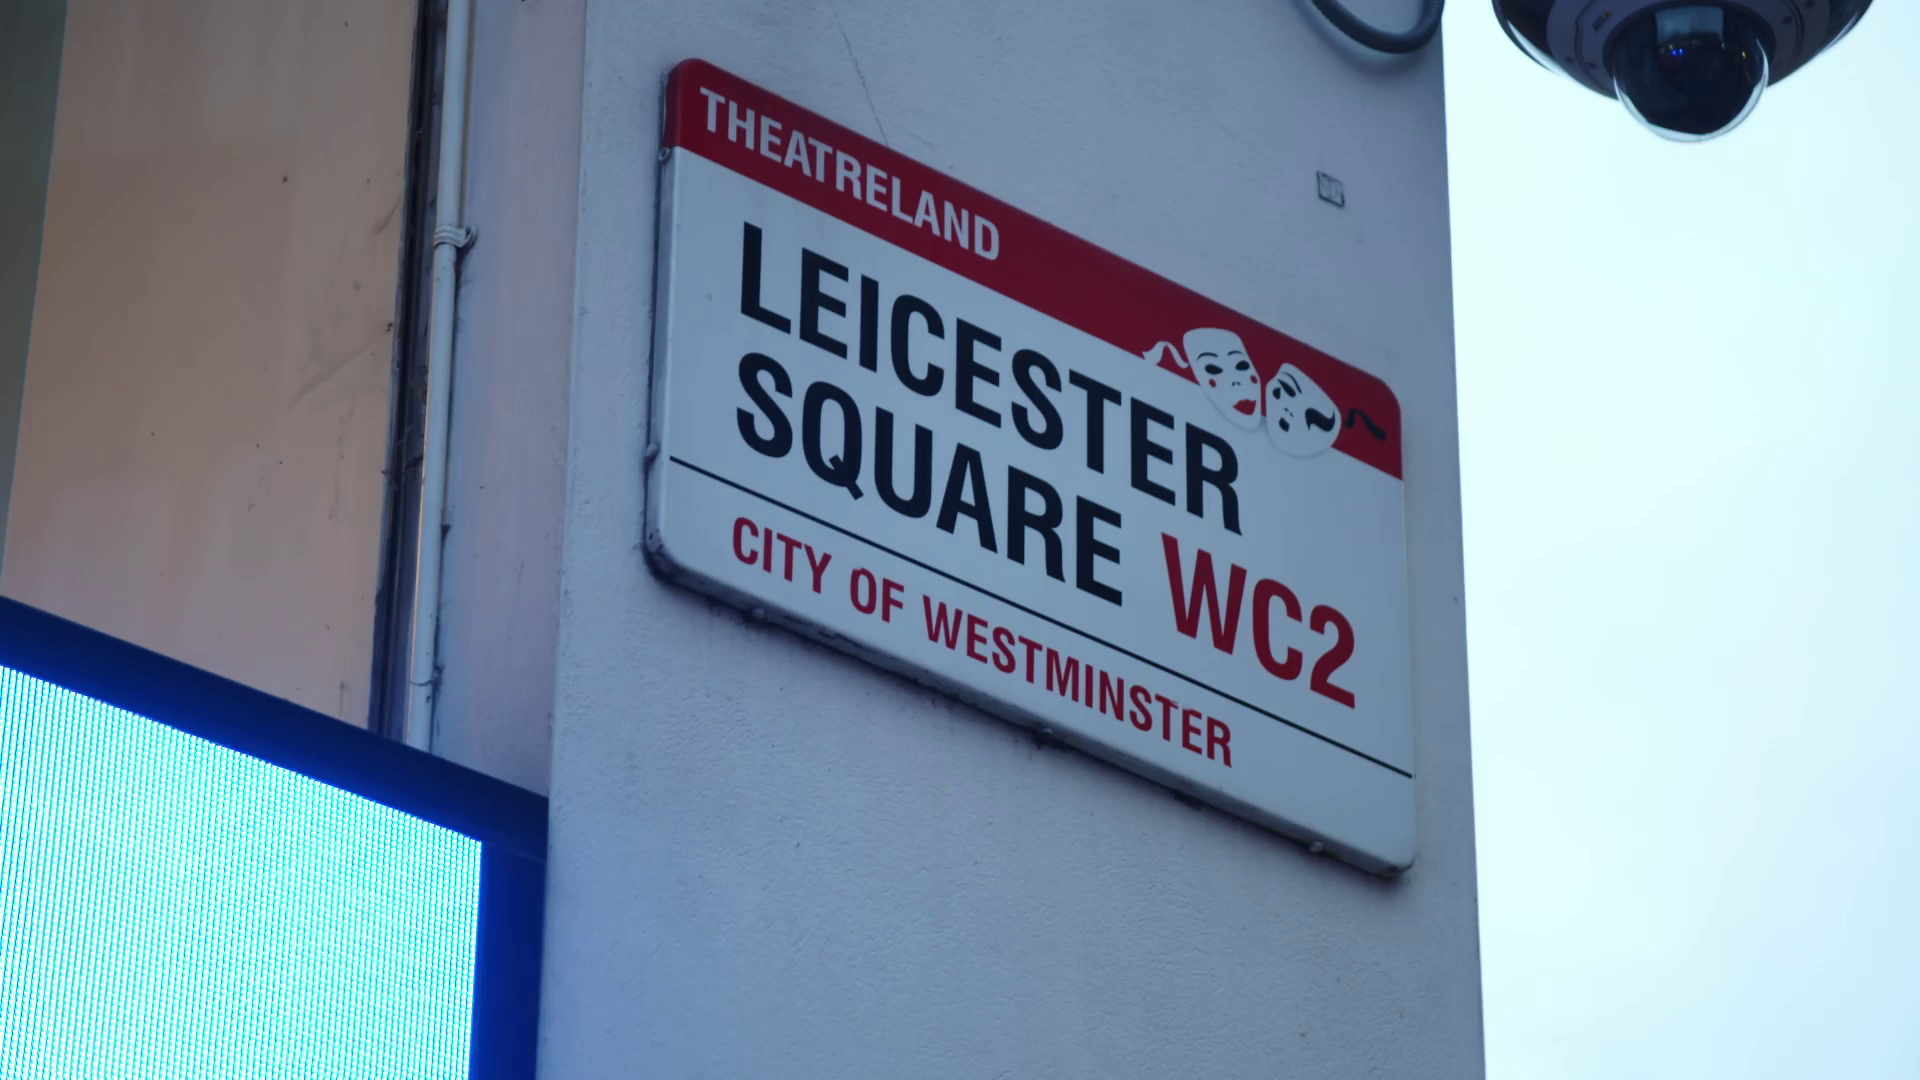 THEATRELAND
LEICESTER
SQUARE WC2
CITY OF WESTMINSTER